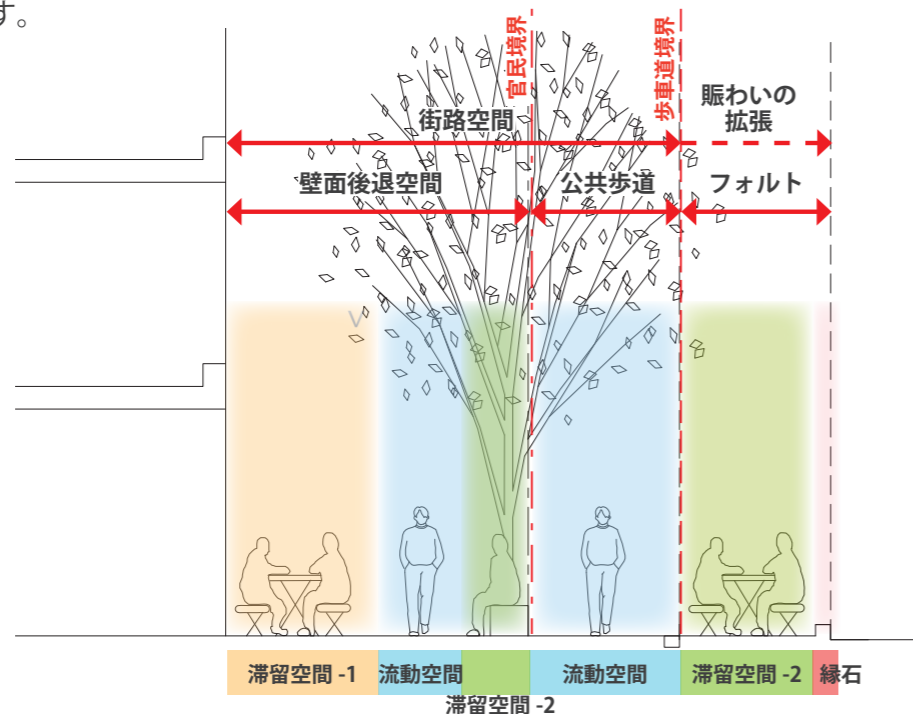 す。
官民境界
歩車道境界
賑わいの
拡張
街路空間
壁面後退空間
公共歩道
フォルト
滞留空間 -1
流動空間
流動空間
滞留空間 -2
縁石
滞留空間 -2